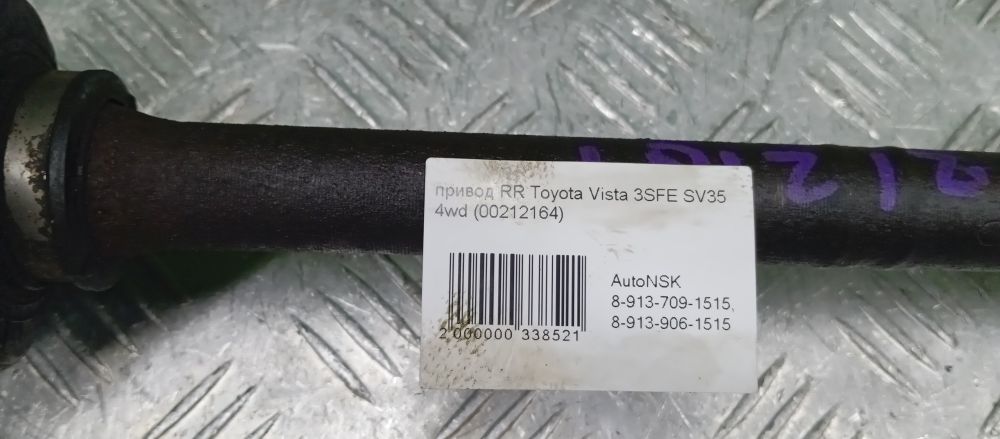 привод RR Toyota Vista 3SFE SV35
4wd (00212164)
AutoNSK
8-913-709-1515,
8-913-906-1515
2 000000 338521